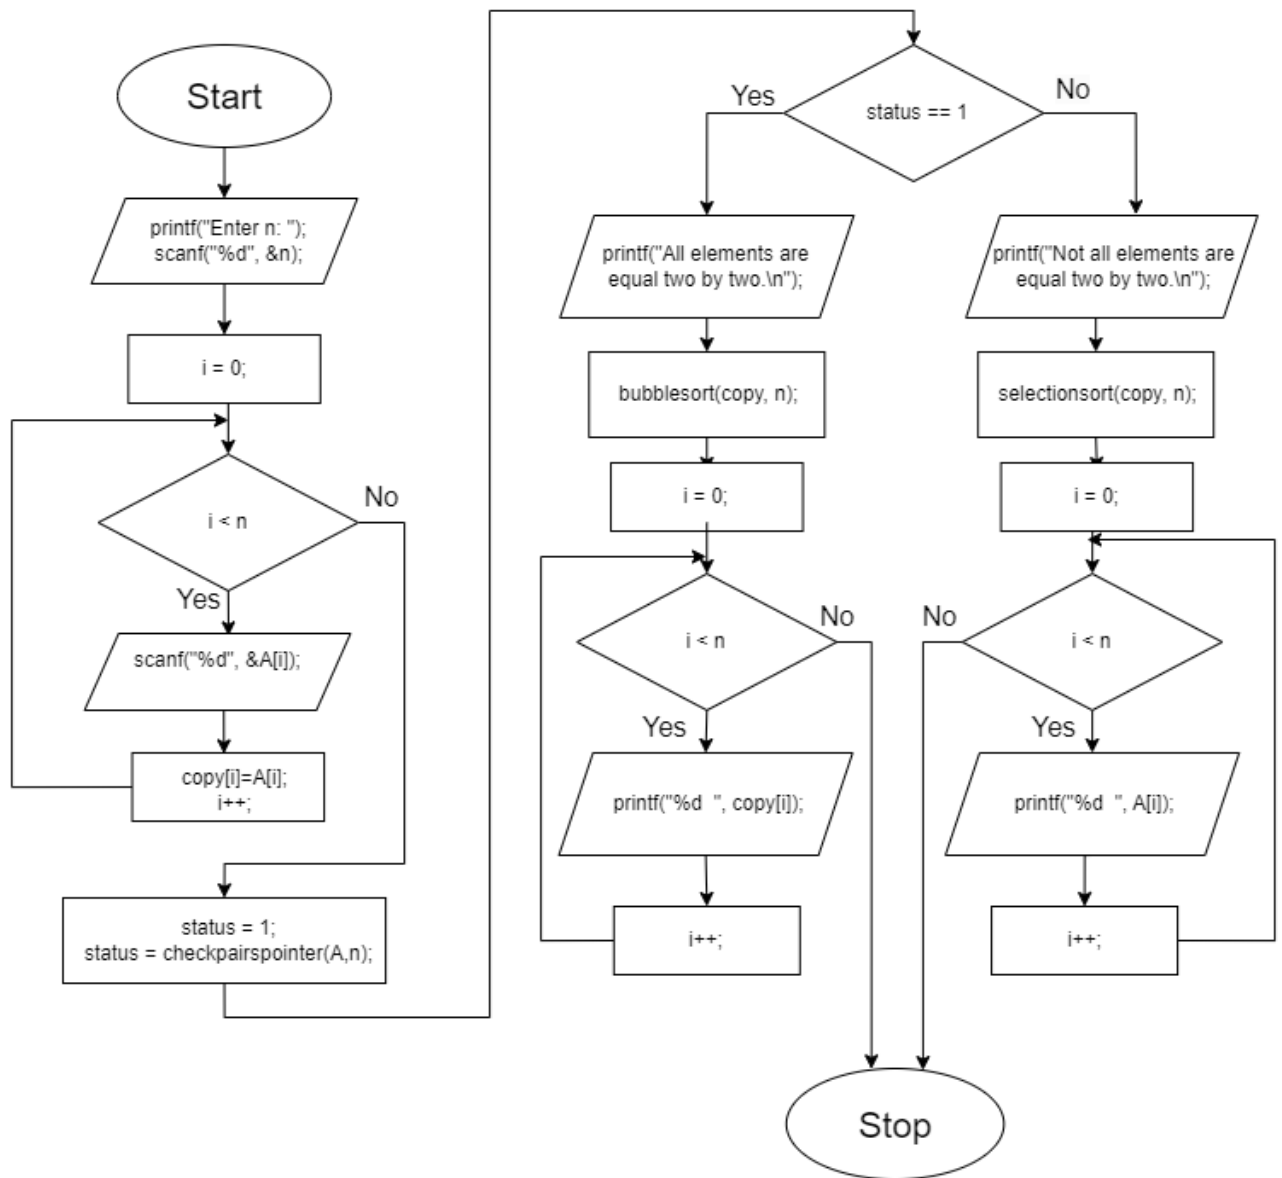 Start
printf("Enter n: ");
scanf("%d", &n);
i = 0;
i < n
No
Yes
scanf("%d", &A[i]);
copy[i]=A[i];
i++;
status = 1;
status = checkpairspointer(A,n);
status == 1
Yes
No
printf("All elements are
equal two by two.\n");
bubblesort(copy, n);
i = 0;
i < n
No
Yes
printf("%d  ", copy[i]);
i++;
printf("Not all elements are
equal two by two.\n");
selectionsort(copy, n);
i = 0;
i < n
No
Yes
printf("%d  ", A[i]);
i++;
Stop